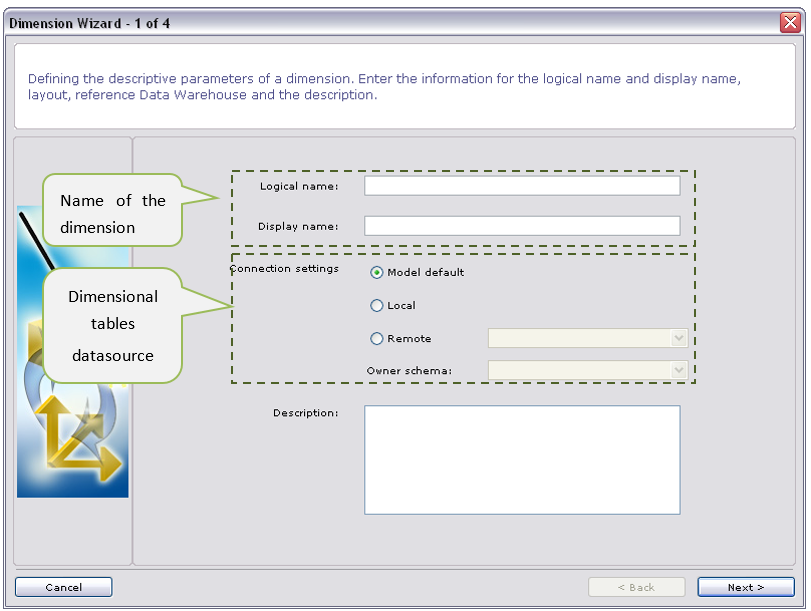 Dimension Wizard - 1 of 4
Defining the descriptive parameters of a dimension. Enter the information for the logical name and display name,
layout, reference Data Warehouse and the description.
Name of the
dimension
Logical name:
Display name:
Dimensional
tables
datasource
Connection settings
Model default
Local
Remote
Owner schema:
Description:
Cancel
< Back
Next >